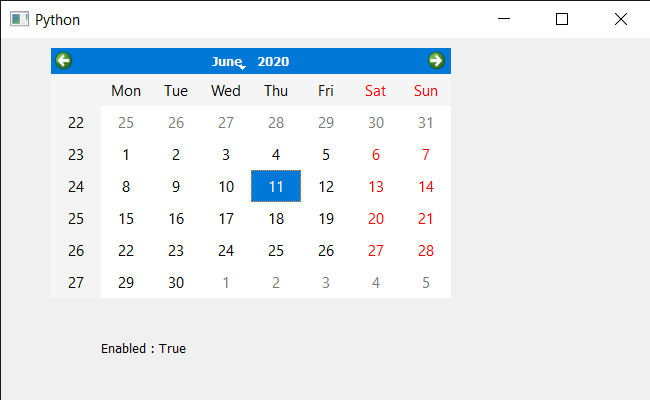 Python
June 2020
Mon Tue Wed Thu Fri Sat Sun
22 25 26 27 28 29 30 31
23 1 2 3 4 5 6 7
24 8 9 10 11 12 13 14
25 15 16 17 18 19 20 21
26 22 23 24 25 26 27 28
27 29 30 1 2 3 4 5
Enabled : True